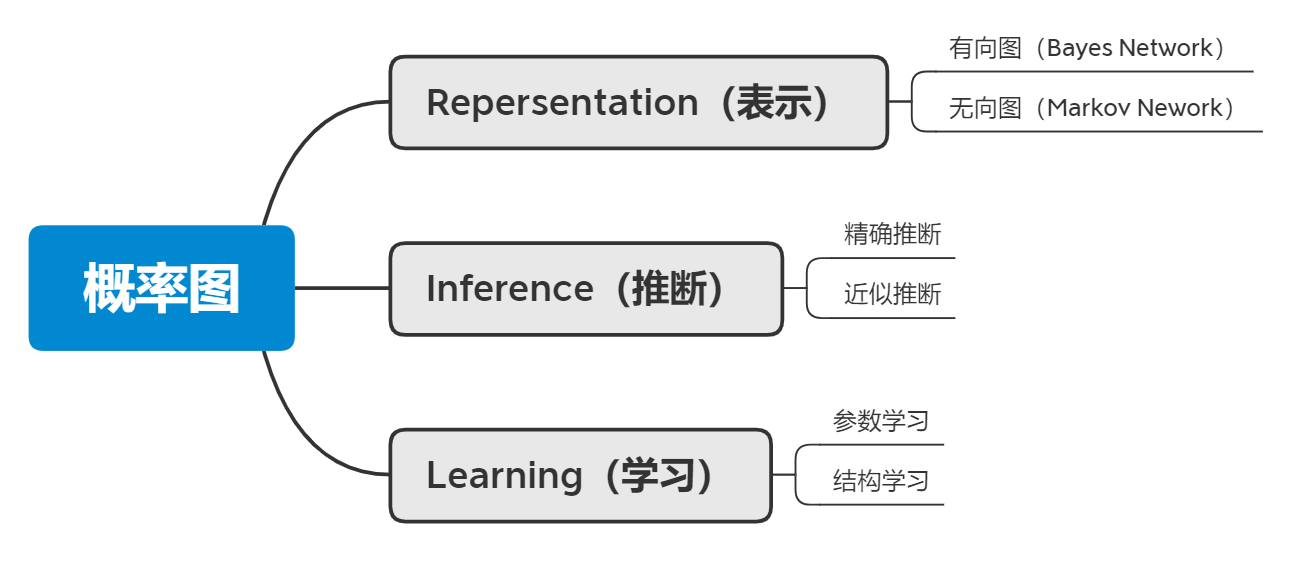 概率图
Repersentation（表示）
有向图（Bayes Network）
无向图（Markov Nework）
Inference（推断）
精确推断
近似推断
Learning（学习）
参数学习
结构学习